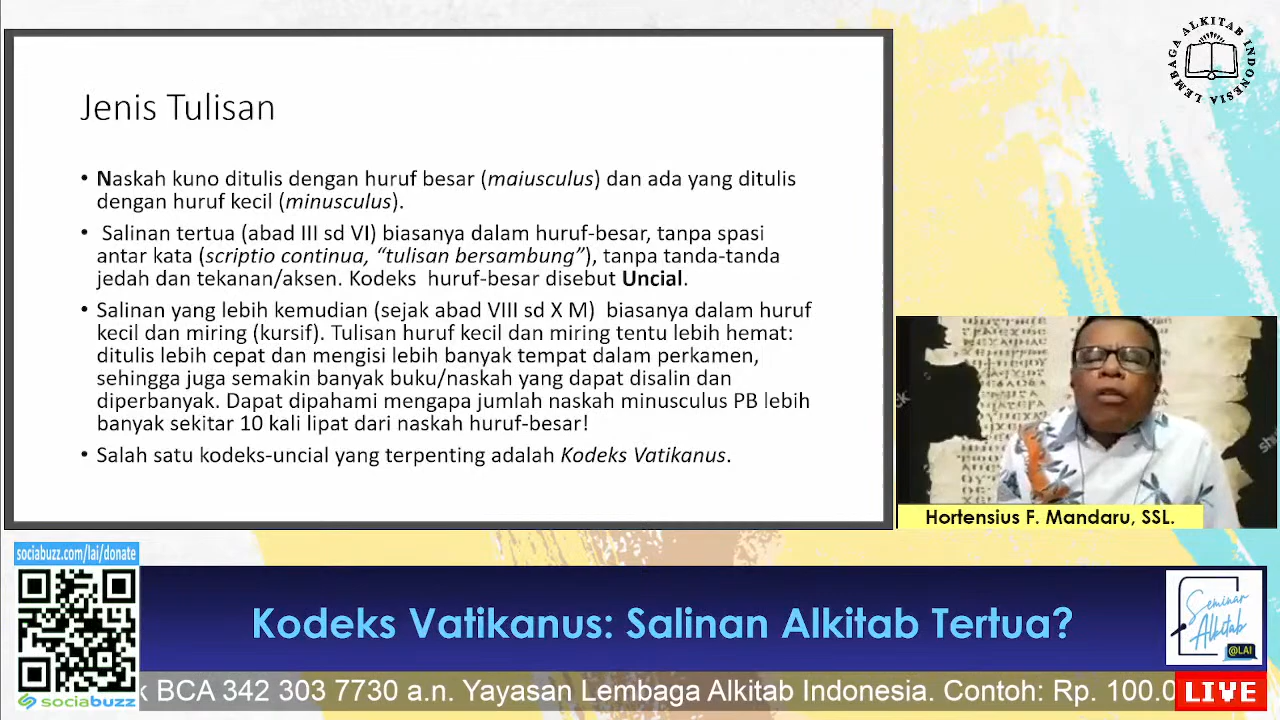 Jenis Tulisan
• Naskah kuno ditulis dengan huruf besar (maiusculus) dan ada yang ditulis
dengan huruf kecil (minusculus).
• Salinan tertua (abad III sd VI) biasanya dalam huruf-besar, tanpa spasi
antar kata (scriptio continua, “tulisan bersambung”), tanpa tanda-tanda
jedah dan tekanan/aksen. Kodeks huruf-besar disebut Uncial.
• Salinan yang lebih kemudian (sejak abad VIII sd X M) biasanya dalam huruf
kecil dan miring (kursif). Tulisan huruf kecil dan miring tentu lebih hemat:
ditulis lebih cepat dan mengisi lebih banyak tempat dalam perkamen,
sehingga juga semakin banyak buku/naskah yang dapat disalin dan
diperbanyak. Dapat dipahami mengapa jumlah naskah minusculus PB lebih
banyak sekitar 10 kali lipat dari naskah huruf-besar!
• Salah satu kodeks-uncial yang terpenting adalah Kodeks Vatikanus.
LEMBAGA ALKITAB INDONESIA
Hortensius F. Mandaru, SSL.
sociabuzz.com/lai/donate
sociabuzz
Kodeks Vatikanus: Salinan Alkitab Tertua?
Seminar
Alkitab
@LAI
k BCA 342 303 7730 a.n. Yayasan Lembaga Alkitab Indonesia. Contoh: Rp. 100.0
LIVE